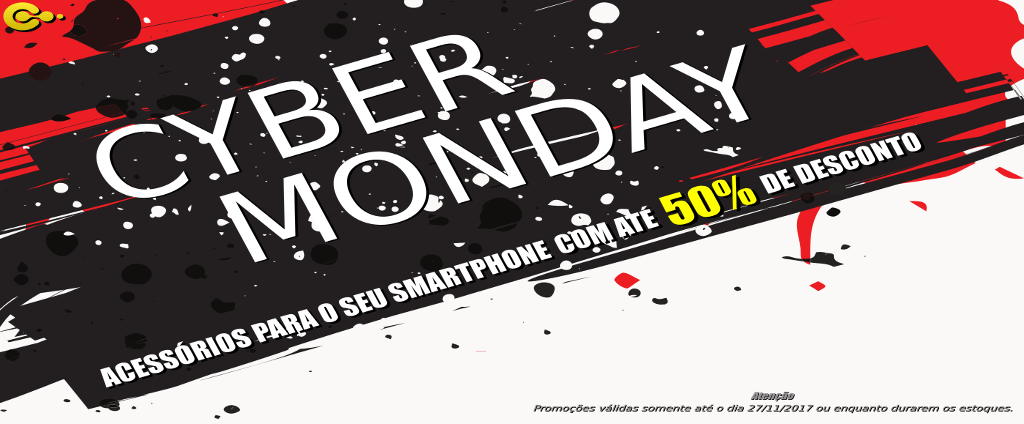 CYBER
MONDAY
ACESSÓRIOS PARA O SEU SMARTPHONE COM ATÉ 50% DE DESCONTO
Atenção
Promoções válidas somente até o dia 27/11/2017 ou enquanto durarem os estoques.